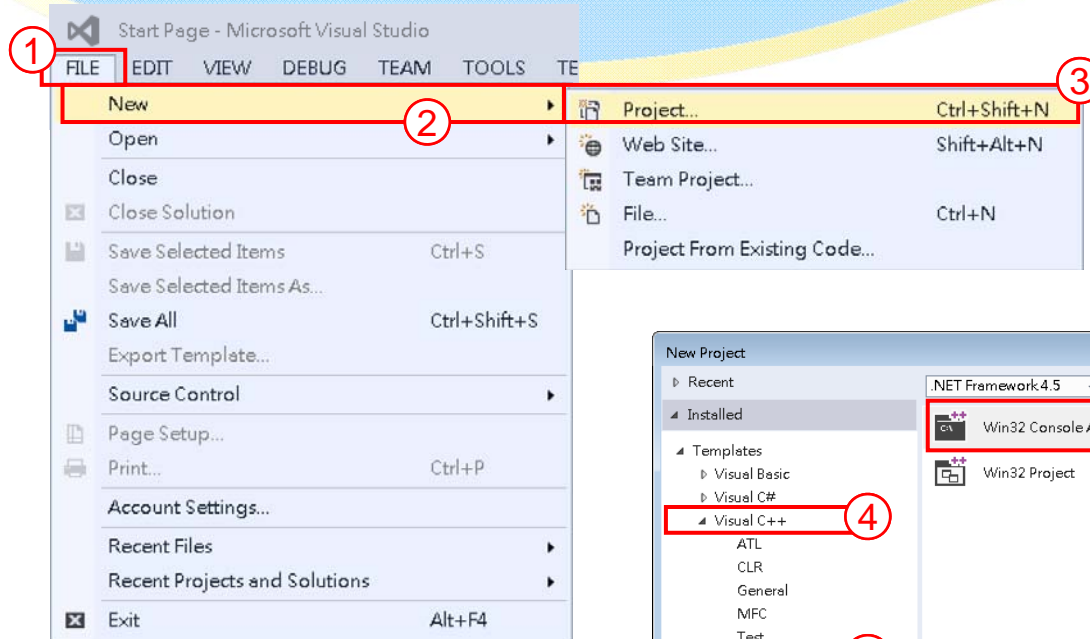 Start Page - Microsoft Visual Studio
1
FILE EDIT VIEW DEBUG TEAM TOOLS TE
New
2
Open
Close
Close Solution
Save Selected Items Ctrl+S
Save Selected Items As...
Save All Ctrl+Shift+S
Export Template...
Source Control
Page Setup...
Print... Ctrl+P
Account Settings...
Recent Files
Recent Projects and Solutions
Exit Alt+F4
3
Project... Ctrl+Shift+N
Web Site... Shift+Alt+N
Team Project...
File... Ctrl+N
Project From Existing Code...
New Project
Recent
Installed
Templates
Visual Basic
Visual C#
Visual C++
4
ATL
CLR
General
MFC
Test
.NET Framework 4.5
Win32 Console A
Win32 Project